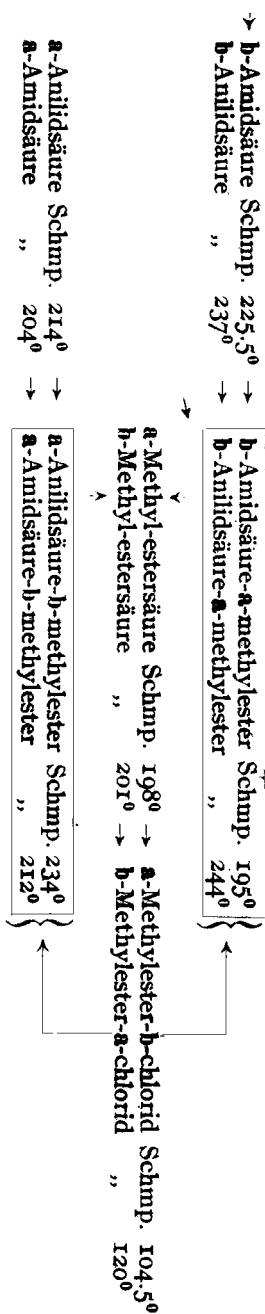 → b-Amidsäure Schmp. 225.5⁰ →
b-Anilidsäure „ 237⁰ →
b-Amidsäure-a-methylester Schmp. 195⁰
b-Anilidsäure-a-methylester „ 244⁰
a-Methyl-estersäure Schmp. 198⁰ →
b-Methyl-estersäure „ 201⁰ →
a-Methylester-b-chlorid Schmp. 104.5⁰
b-Methylester-a-chlorid „ 120⁰
a-Anilidsäure Schmp. 214⁰ →
a-Amidsäure „ 204⁰ →
a-Anilidsäure-b-methylester Schmp. 234⁰
a-Amidsäure-b-methylester „ 212⁰